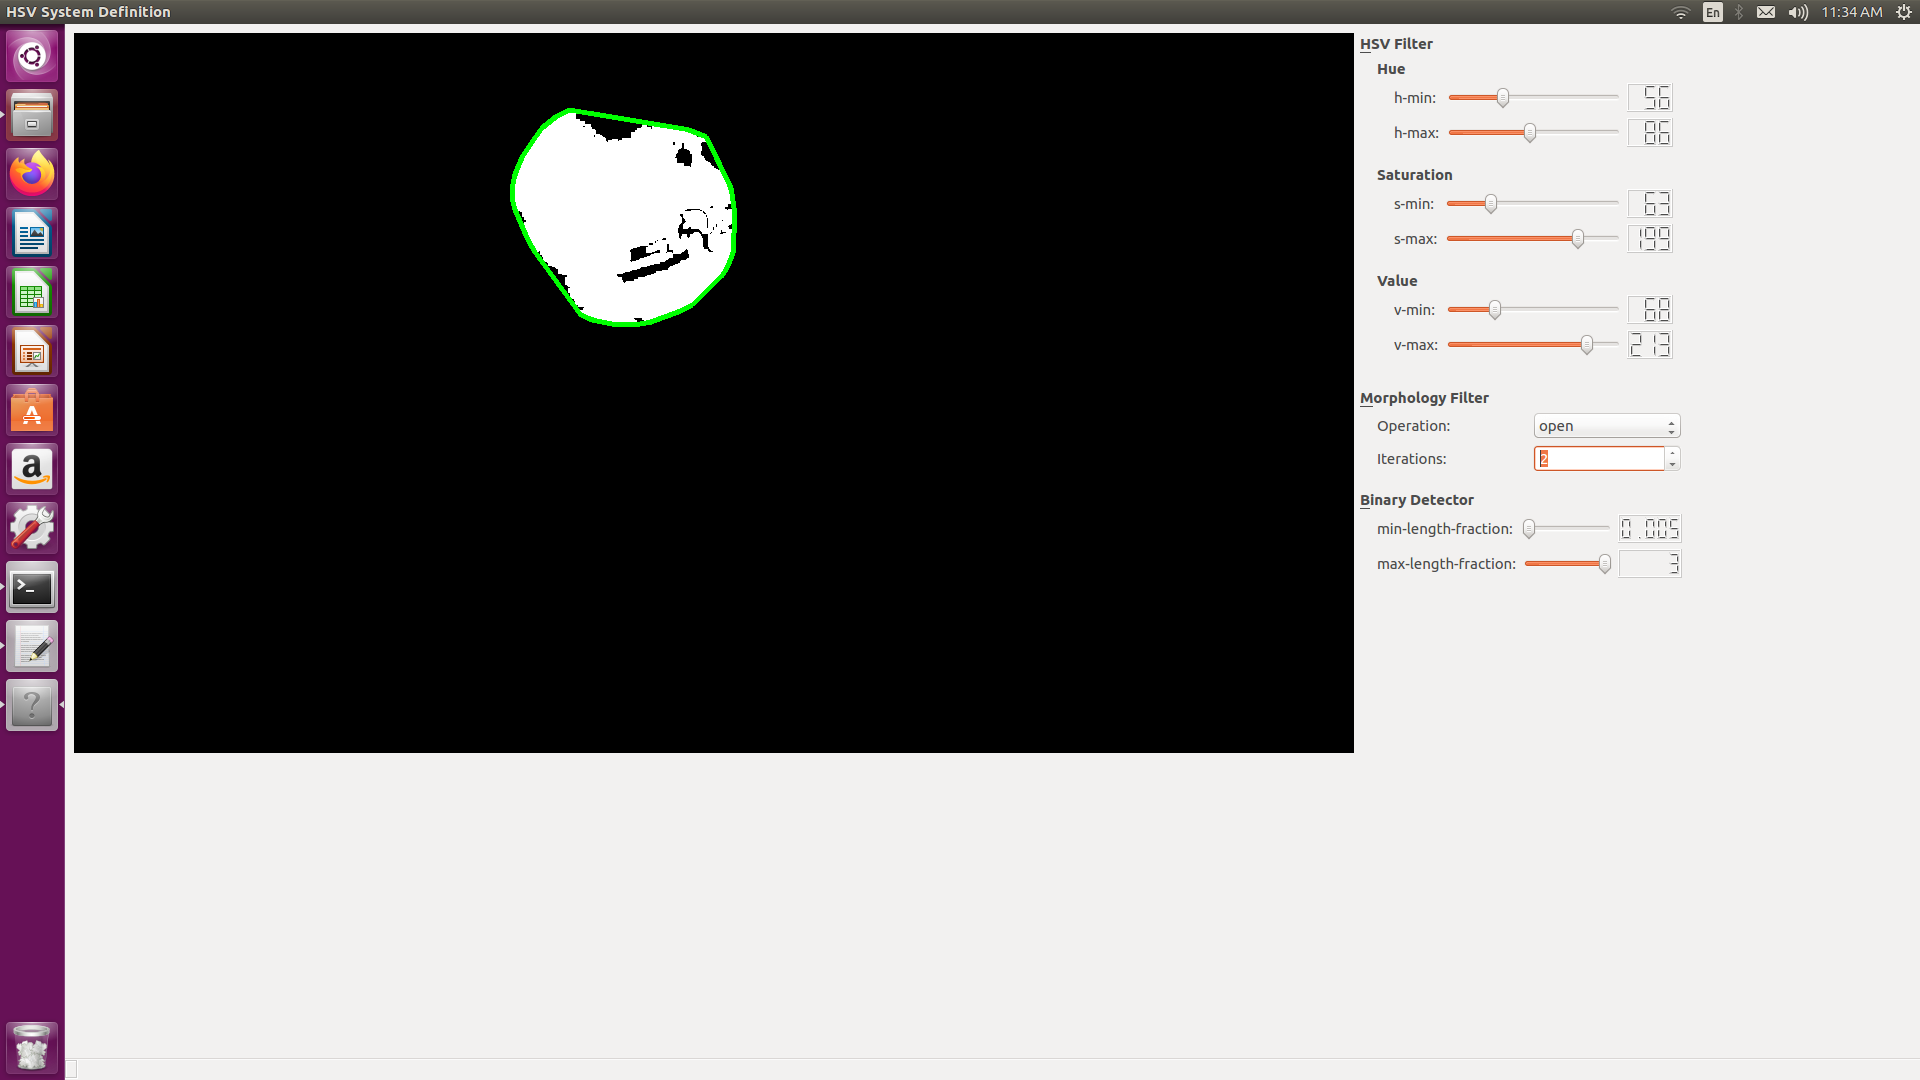 HSV System Definition
En
11:34 AM
HSV Filter
Hue
h-min: 56
h-max: 86
Saturation
s-min: 63
s-max: 199
Value
v-min: 68
v-max: 213
Morphology Filter
Operation: open
Iterations: 2
Binary Detector
min-length-fraction: 0.005
max-length-fraction: 3